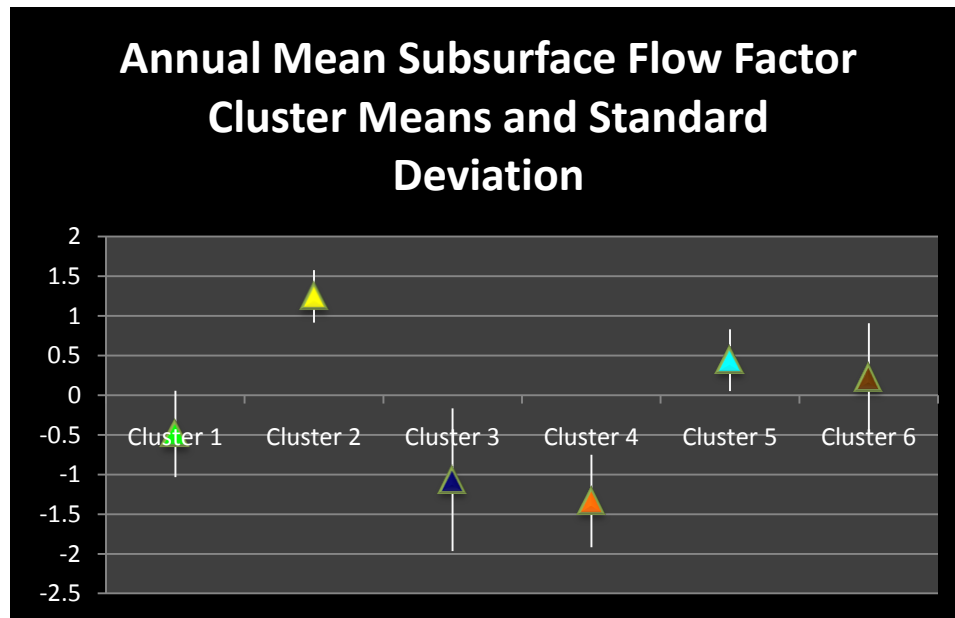 Annual Mean Subsurface Flow Factor
Cluster Means and Standard
Deviation
2
1.5
1
0.5
0
-0.5
-1
-1.5
-2
-2.5
Cluster 1 Cluster 2 Cluster 3 Cluster 4 Cluster 5 Cluster 6